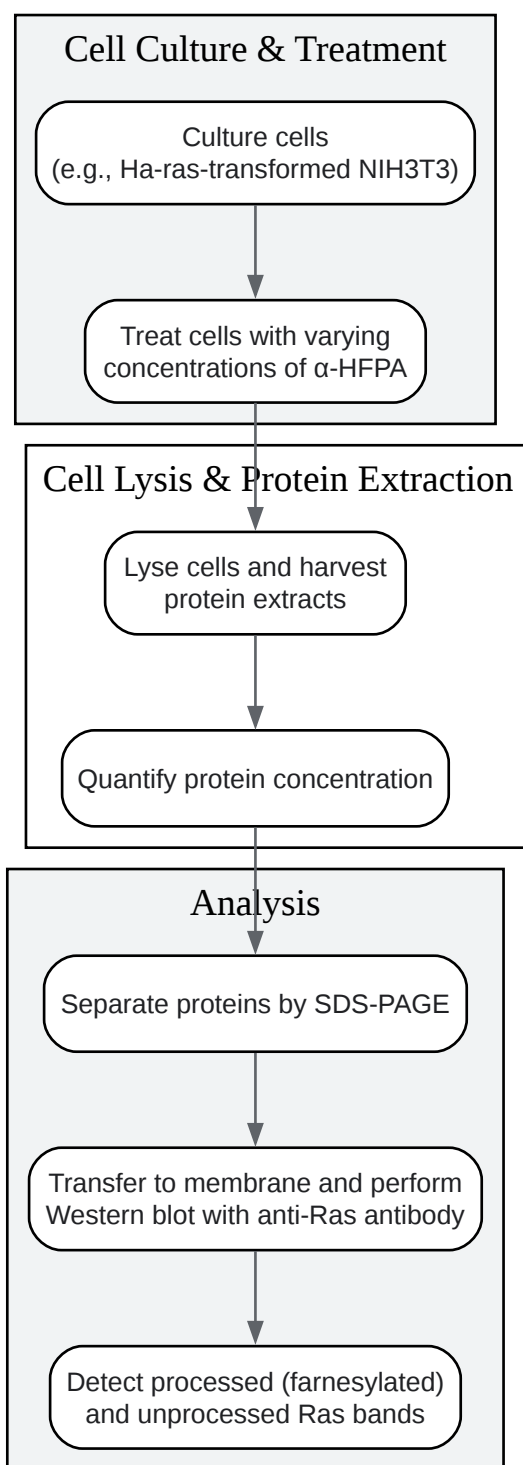 Cell Culture & Treatment
Culture cells
(e.g., Ha-ras-transformed NIH3T3)
Treat cells with varying
concentrations of α-HFPA
Cell Lysis & Protein Extraction
Lyse cells and harvest
protein extracts
Quantify protein concentration
Analysis
Separate proteins by SDS-PAGE
Transfer to membrane and perform
Western blot with anti-Ras antibody
Detect processed (farnesylated)
and unprocessed Ras bands